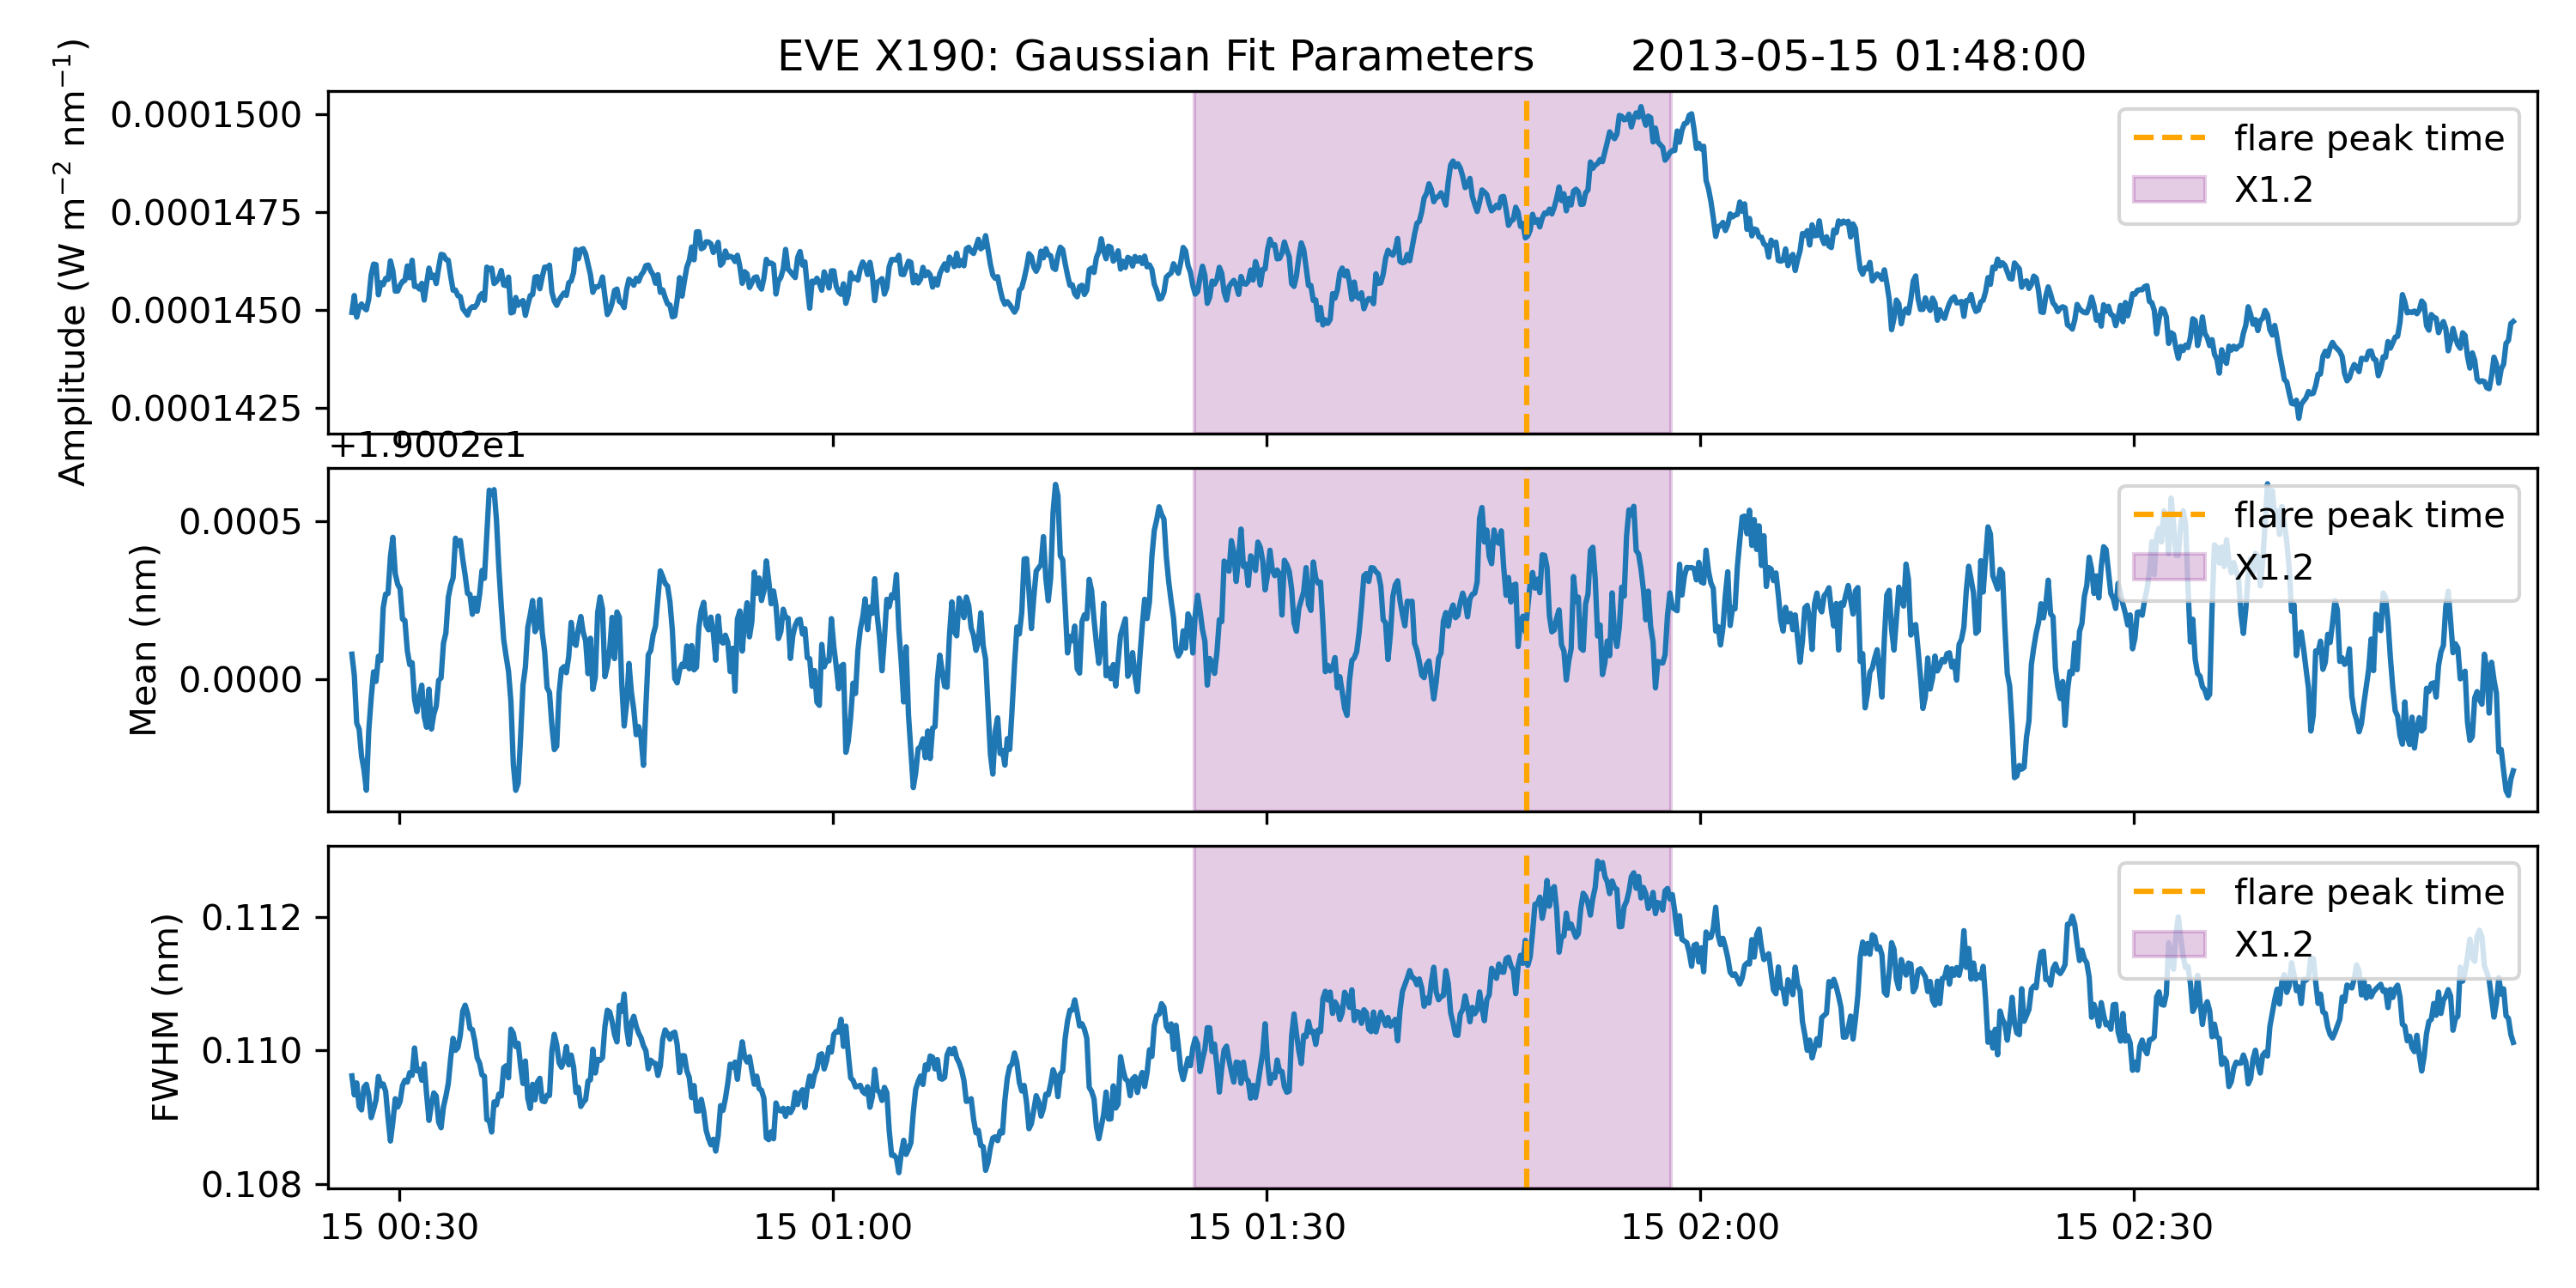 EVE X190: Gaussian Fit Parameters 2013-05-15 01:48:00
Amplitude (W m⁻² nm⁻¹)
0.0001500
0.0001475
0.0001450
0.0001425
flare peak time
X1.2
+1.9002e1
Mean (nm)
0.0005
0.0000
flare peak time
X1.2
FWHM (nm)
0.112
0.110
0.108
flare peak time
X1.2
15 00:30 15 01:00 15 01:30 15 02:00 15 02:30